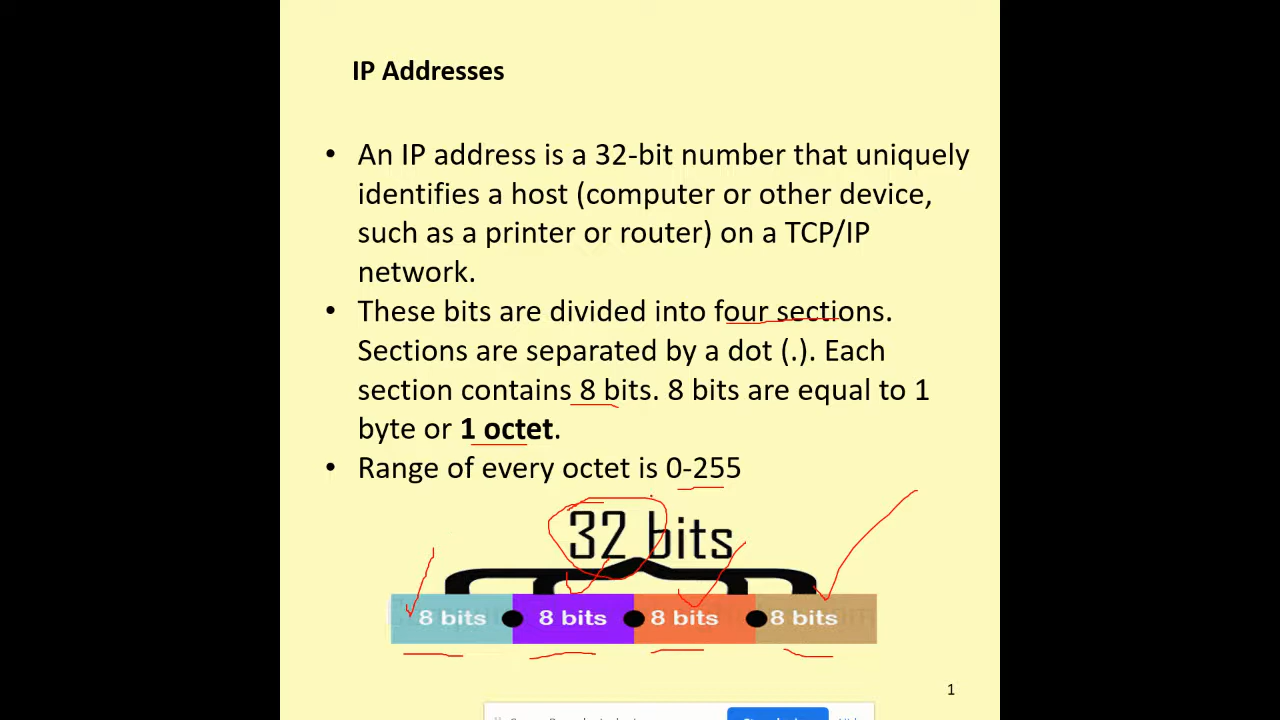 IP Addresses
• An IP address is a 32-bit number that uniquely
identifies a host (computer or other device,
such as a printer or router) on a TCP/IP
network.
• These bits are divided into four sections.
Sections are separated by a dot (.). Each
section contains 8 bits. 8 bits are equal to 1
byte or 1 octet.
• Range of every octet is 0-255
32 bits
8 bits 8 bits 8 bits 8 bits
1